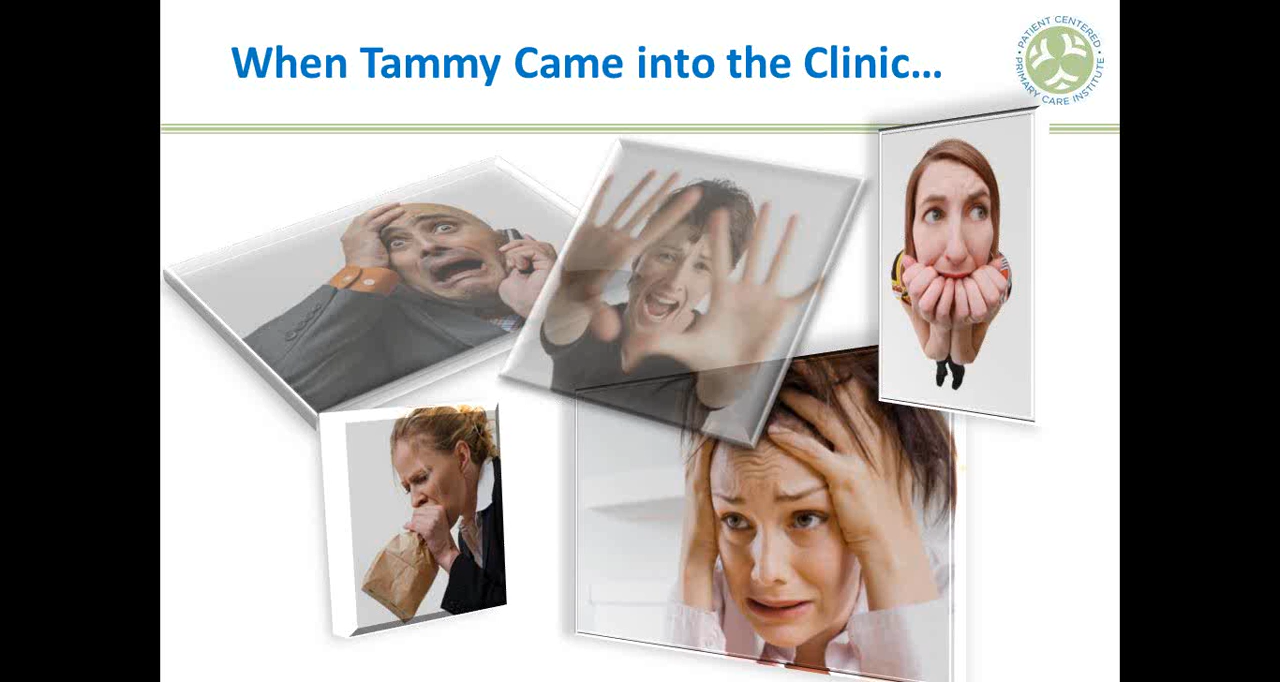 When Tammy Came into the Clinic...
• PATIENT CENTERED •
PRIMARY CARE INSTITUTE